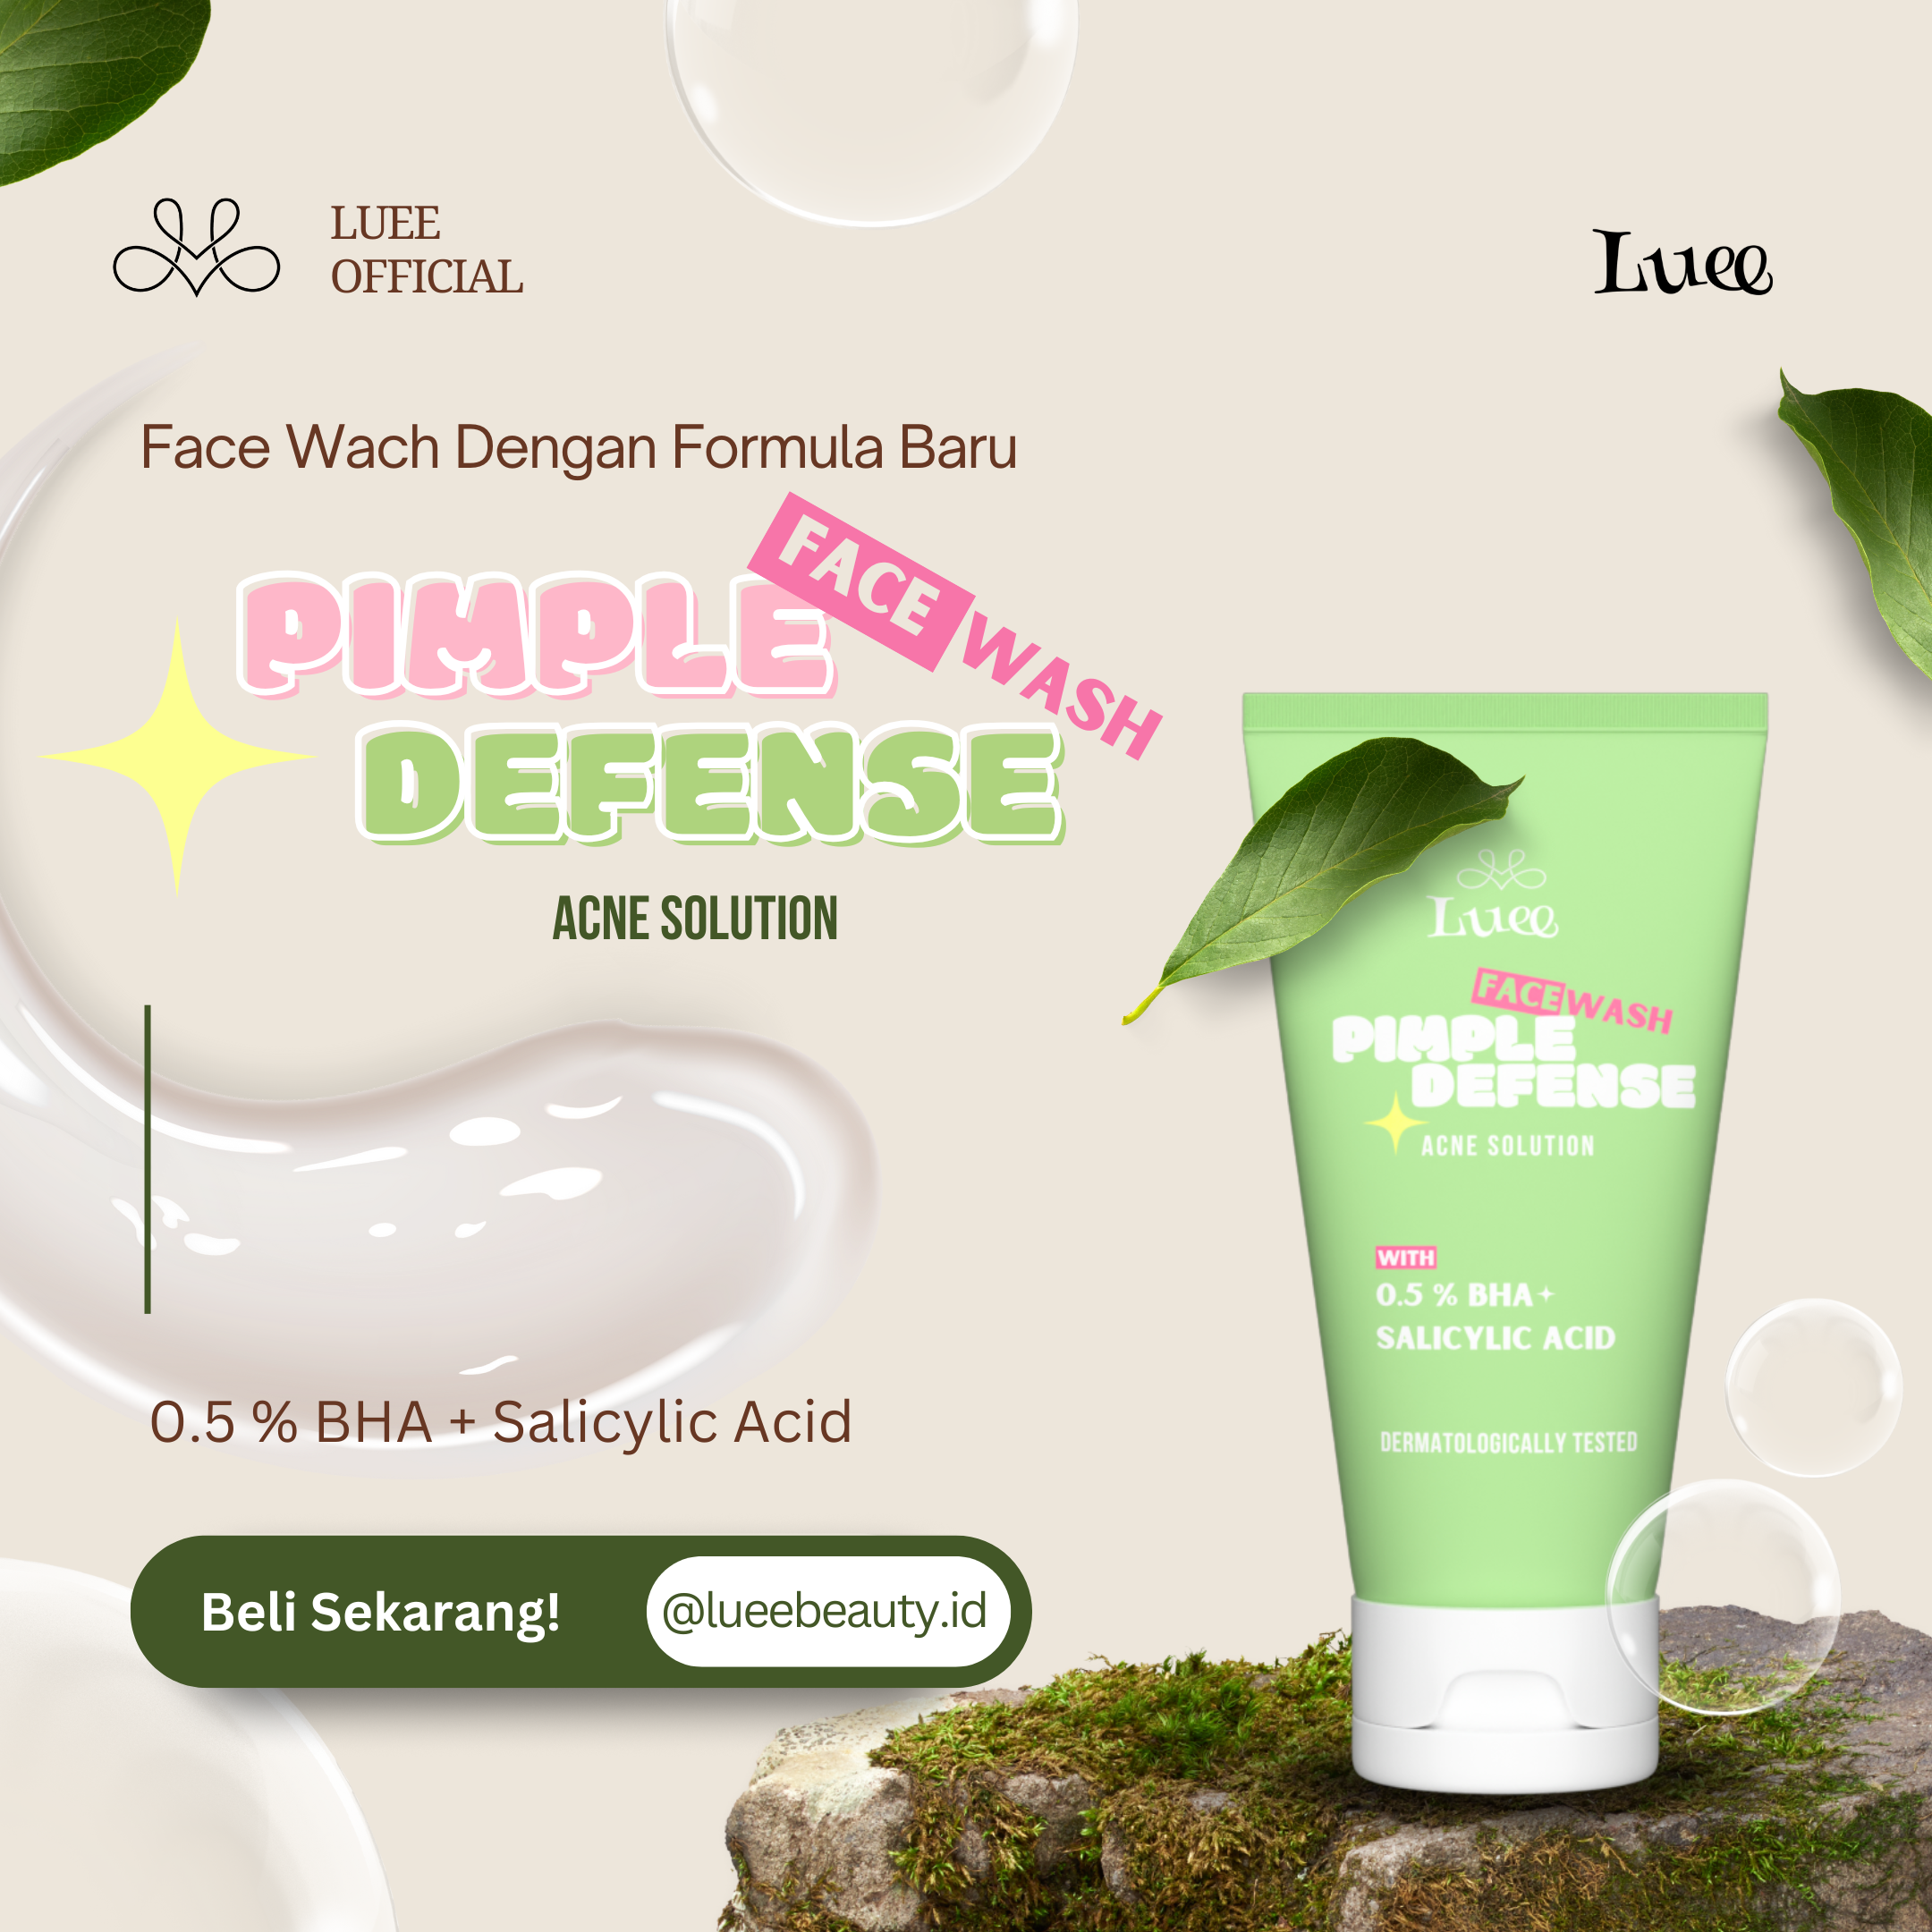 LUEE
OFFICIAL
Luee
Face Wach Dengan Formula Baru
FACE WASH
PIMPLE
DEFENSE
ACNE SOLUTION
Luee
FACE WASH
PIMPLE
DEFENSE
ACNE SOLUTION
WITH
0.5 % BHA+
SALICYLIC ACID
DERMATOLOGICALLY TESTED
0.5 % BHA + Salicylic Acid
Beli Sekarang! @lueebeauty.id